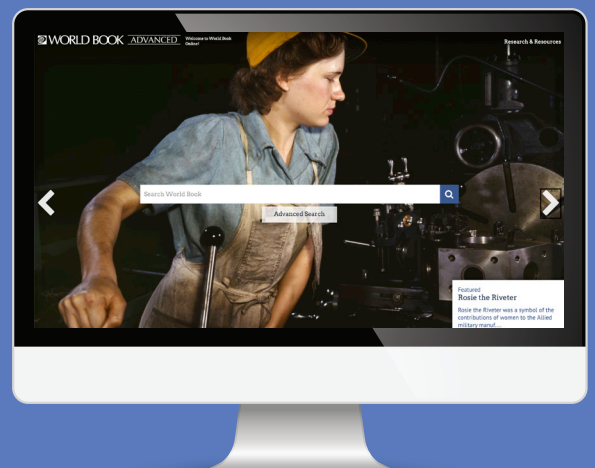 WORLD BOOK ADVANCED
Welcome to World Book
Online!
Research & Resources
Search World Book
Advanced Search
Featured
Rosie the Riveter
Rosie the Riveter was a symbol of the
contributions of women to the Allied
military manuf....